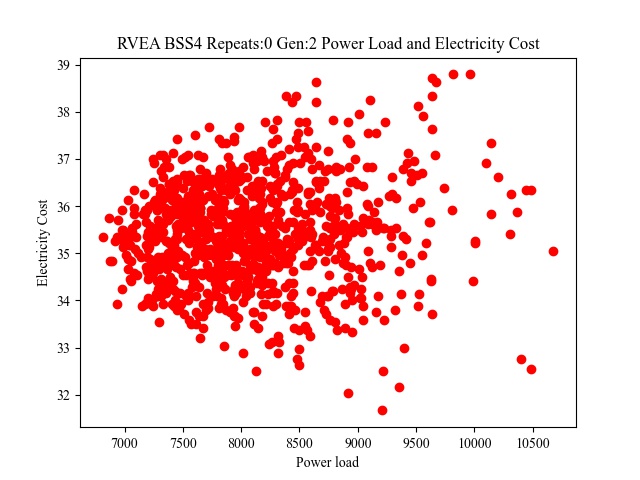 RVEA BSS4 Repeats:0 Gen:2 Power Load and Electricity Cost
39
38
37
36
35
34
33
32
Electricity Cost
7000 7500 8000 8500 9000 9500 10000 10500
Power load